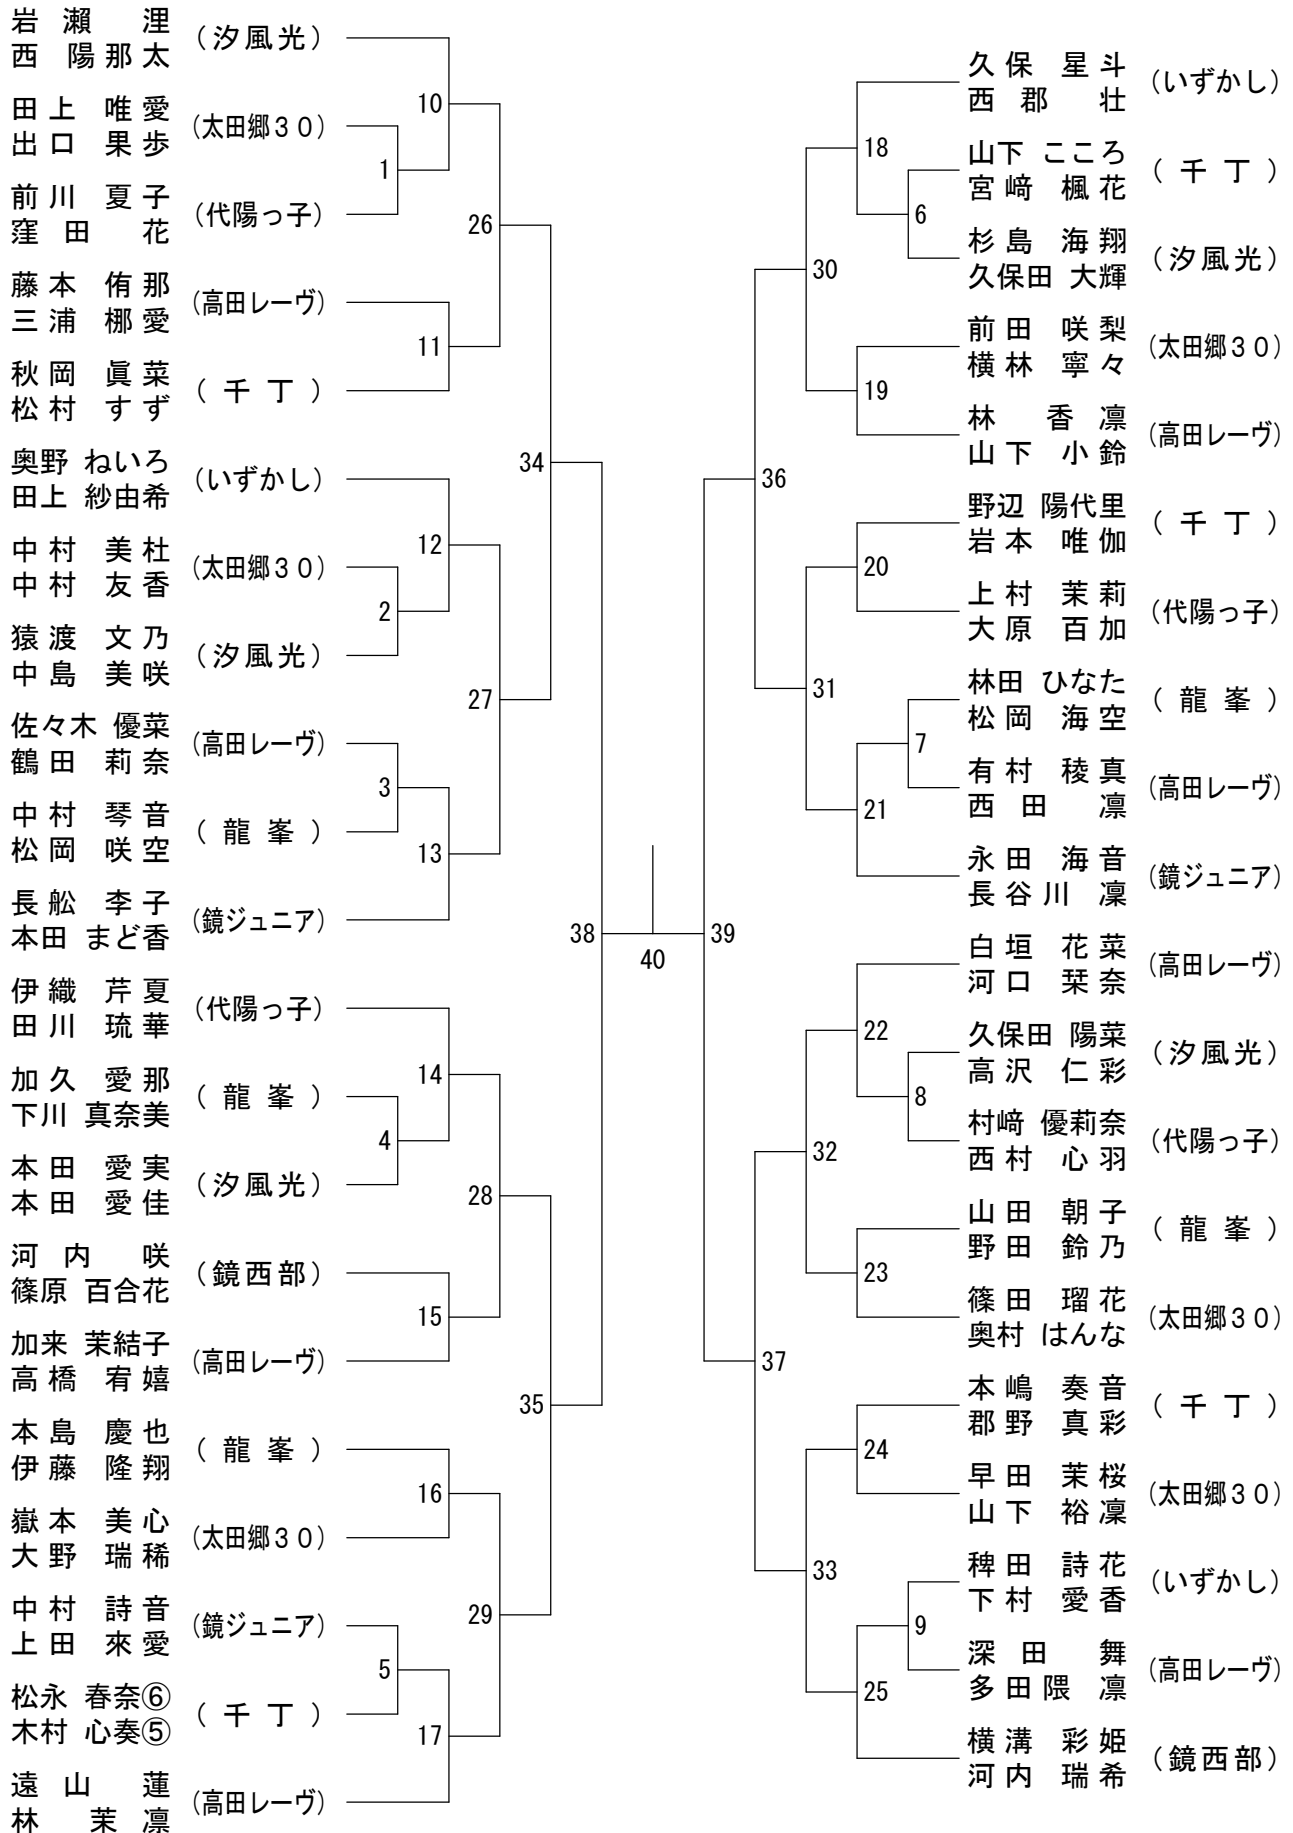 岩瀬 浬
西 陽那太
(汐風光)
田上 唯愛
出口 果歩
(太田郷30)
前川 夏子
窪田 花
(代陽っ子)
藤本 侑那
三浦 梛愛
(高田レーヴ)
秋岡 眞菜
松村 すず
(千丁)
奥野 ねいろ
田上 紗由希
(いずかし)
中村 美杜
中村 友香
(太田郷30)
猿渡 文乃
中島 美咲
(汐風光)
佐々木 優菜
鶴田 莉奈
(高田レーヴ)
中村 琴音
松岡 咲空
(龍峯)
長舩 李子
本田 まど香
(鏡ジュニア)
伊織 芹夏
田川 琉華
(代陽っ子)
加久 愛那
下川 真奈美
(龍峯)
本田 愛実
本田 愛佳
(汐風光)
河内 咲
篠原 百合花
(鏡西部)
加来 茉結子
高橋 宥嬉
(高田レーヴ)
本島 慶也
伊藤 隆翔
(龍峯)
嶽本 美心
大野 瑞稀
(太田郷30)
中村 詩音
上田 來愛
(鏡ジュニア)
松永 春奈⑥
木村 心奏⑤
(千丁)
遠山 蓮
林 茉凛
(高田レーヴ)
1
2
3
4
5
10
11
12
13
14
15
16
17
26
27
28
29
34
35
38
40
39
36
37
30
31
32
33
18
19
20
21
22
23
24
25
6
7
8
9
久保 星斗
西郡 壮
(いずかし)
山下 こころ
宮﨑 楓花
(千丁)
杉島 海翔
久保田 大輝
(汐風光)
前田 咲梨
横林 寧々
(太田郷30)
林 香凛
山下 小鈴
(高田レーヴ)
野辺 陽代里
岩本 唯伽
(千丁)
上村 茉莉
大原 百加
(代陽っ子)
林田 ひなた
松岡 海空
(龍峯)
有村 稜真
西田 凛
(高田レーヴ)
永田 海音
長谷川 凜
(鏡ジュニア)
白垣 花菜
河口 栞奈
(高田レーヴ)
久保田 陽菜
高沢 仁彩
(汐風光)
村﨑 優莉奈
西村 心羽
(代陽っ子)
山田 朝子
野田 鈴乃
(龍峯)
篠田 瑠花
奥村 はんな
(太田郷30)
本嶋 奏音
郡野 真彩
(千丁)
早田 茉桜
山下 裕凜
(太田郷30)
稗田 詩花
下村 愛香
(いずかし)
深田 舞
多田隈 凛
(高田レーヴ)
横溝 彩姫
河内 瑞希
(鏡西部)